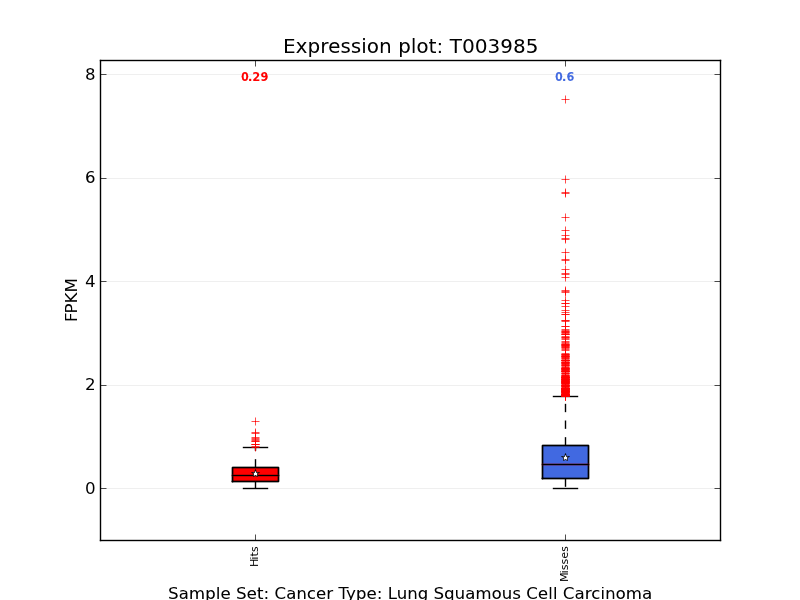 Expression plot: T003985
0.29
0.6
8
6
4
2
0
FPKM
Hits
Misses
Sample Set: Cancer Type: Lung Squamous Cell Carcinoma